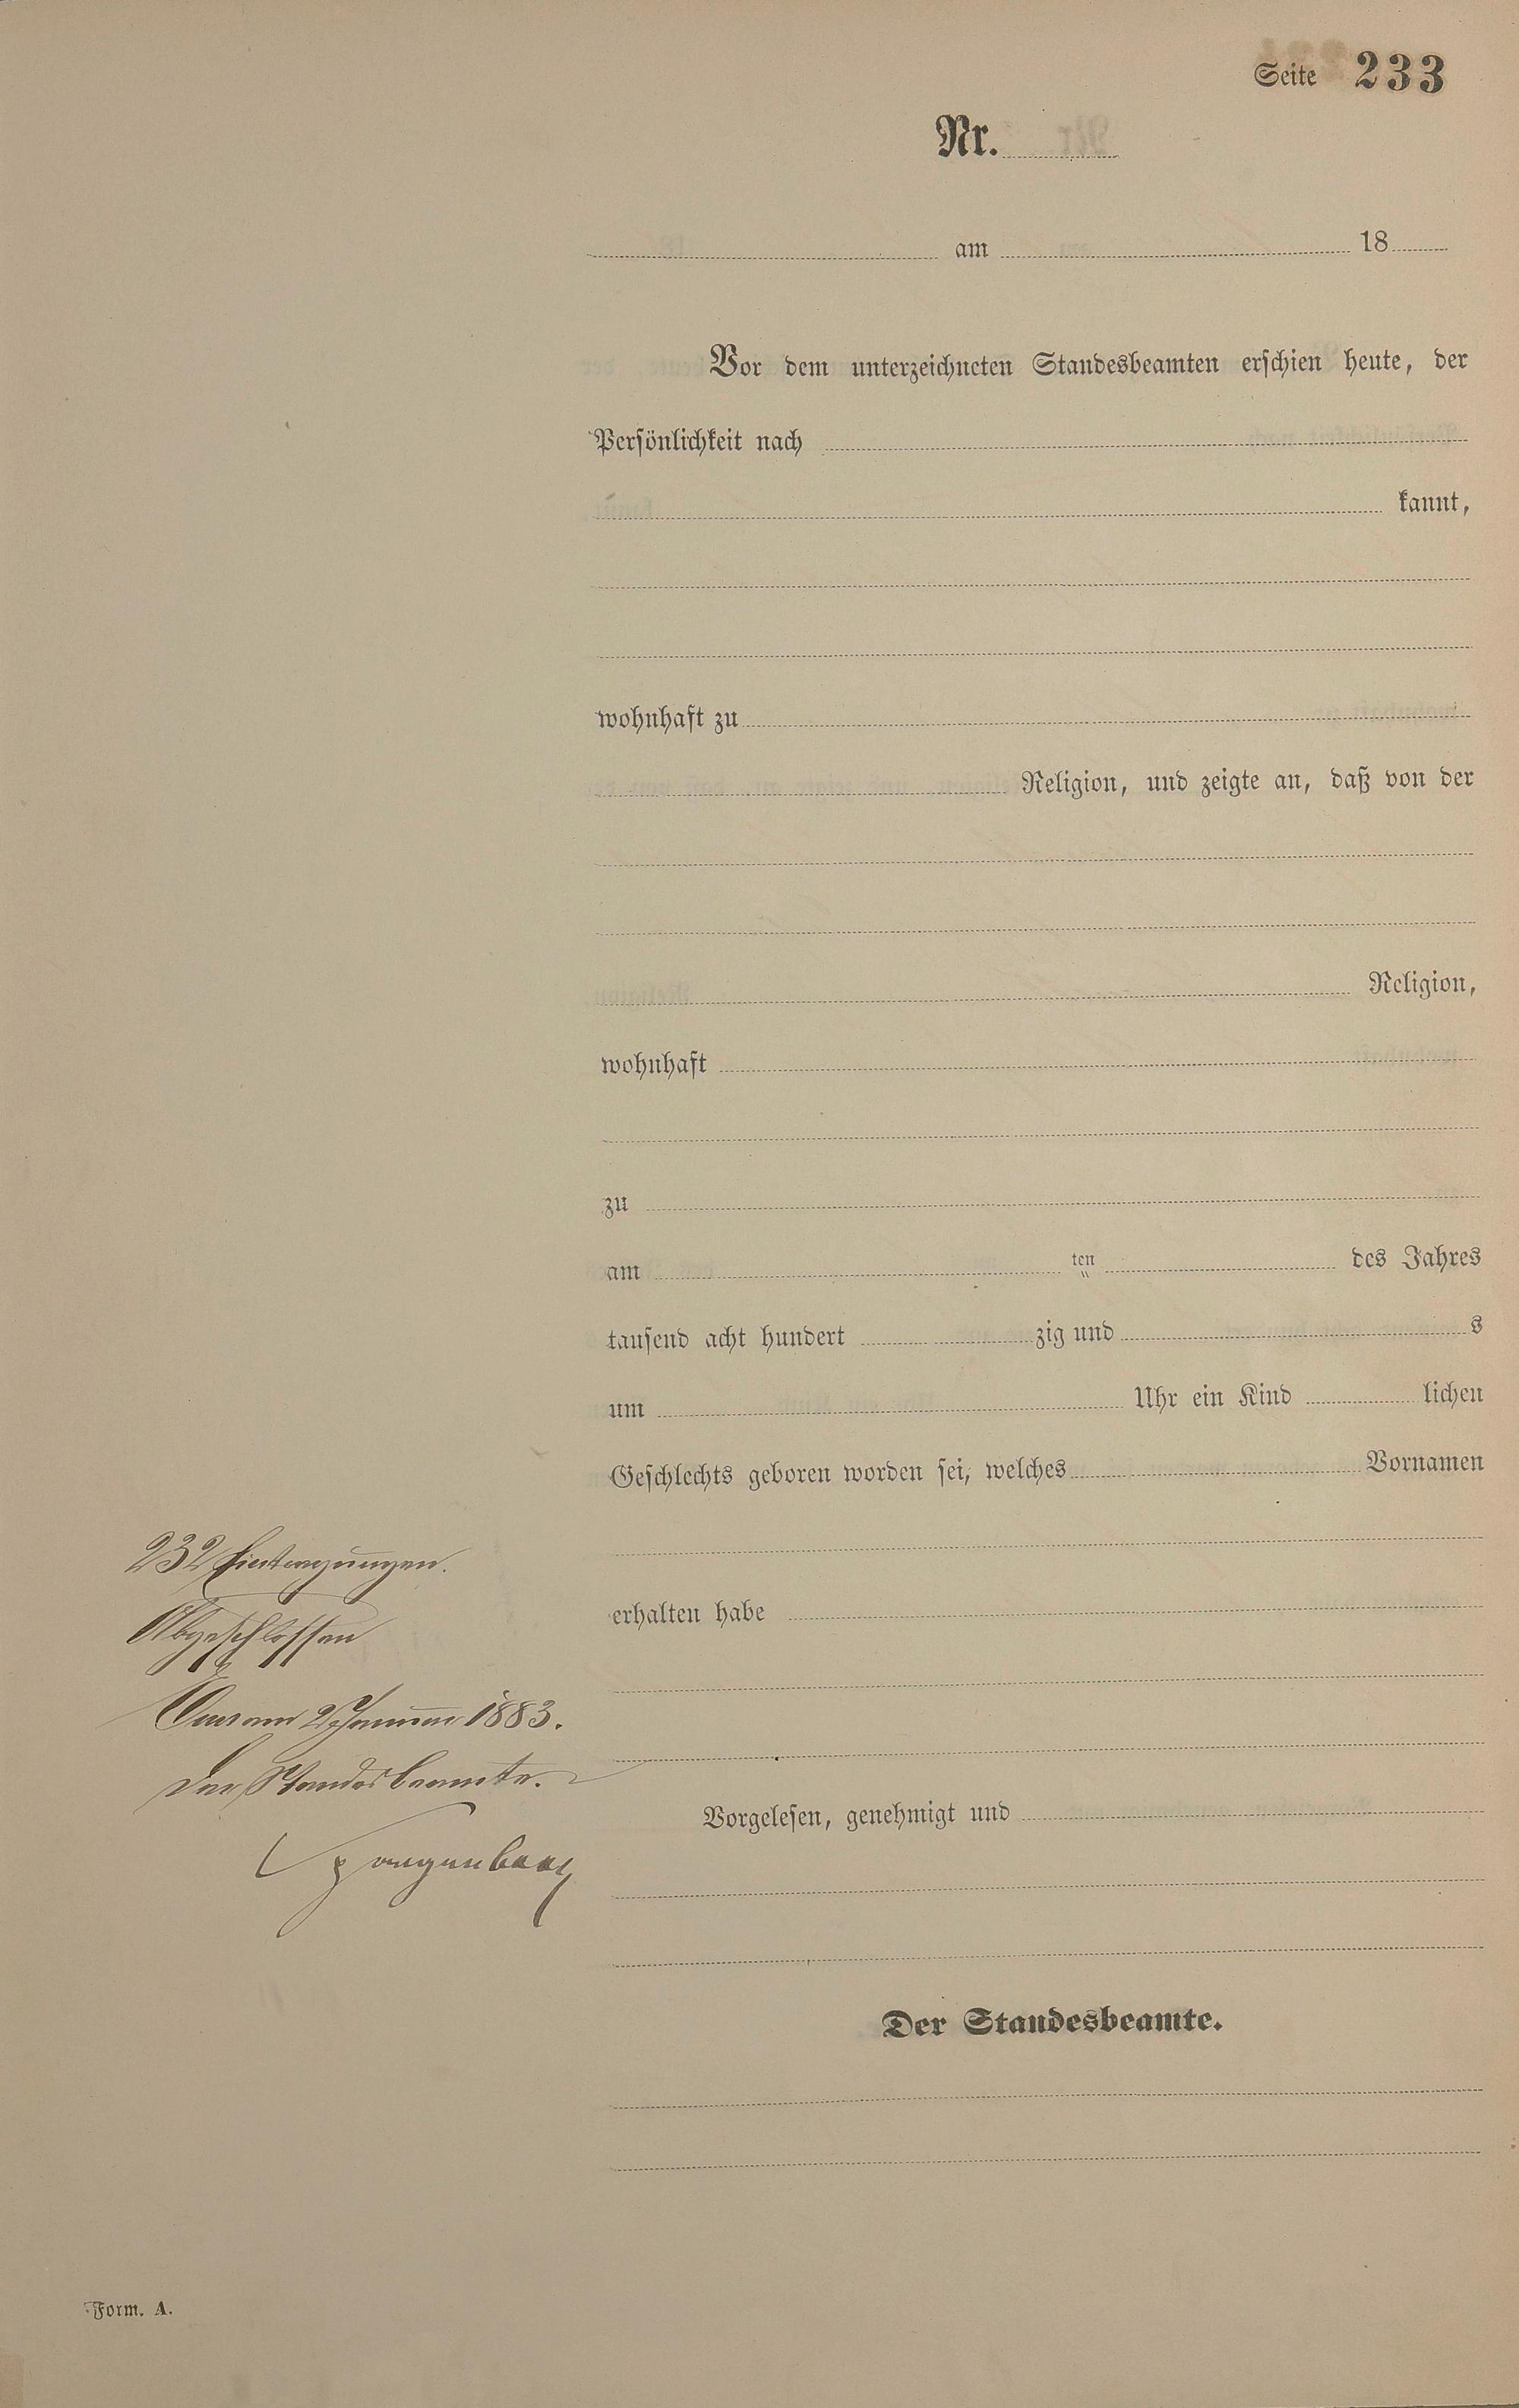 Seite 233
Nr.
am 18
Vor dem unterzeichneten Standesbeamten erschien heute, der
Persönlichkeit nach
kannt,
wohnhaft zu
Religion, und zeigte an, daß von der
Religion,
wohnhaft
zu
am ten des Jahres
tausend acht hundert zig und s
um Uhr ein Kind lichen
Geschlechts geboren worden sei, welches Vornamen
erhalten habe
Vorgelesen, genehmigt und
Der Standesbeamte.
232 Eintragungen.
Abgeschlossen
am 2 Januar 1883.
Der Standesbeamte.
Form. A.